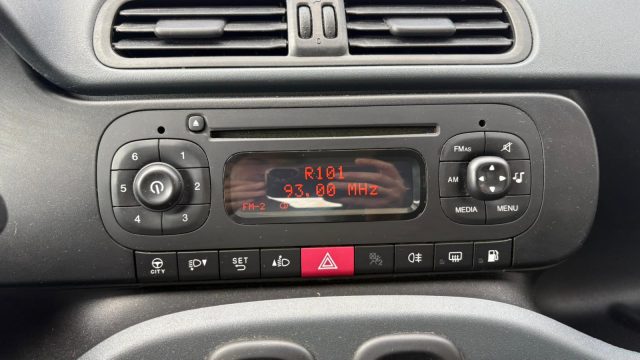 6 1
5 2
4 3
R101
93.00 MHz
FM-2
FMAS
AM
MEDIA MENU
CITY
SET